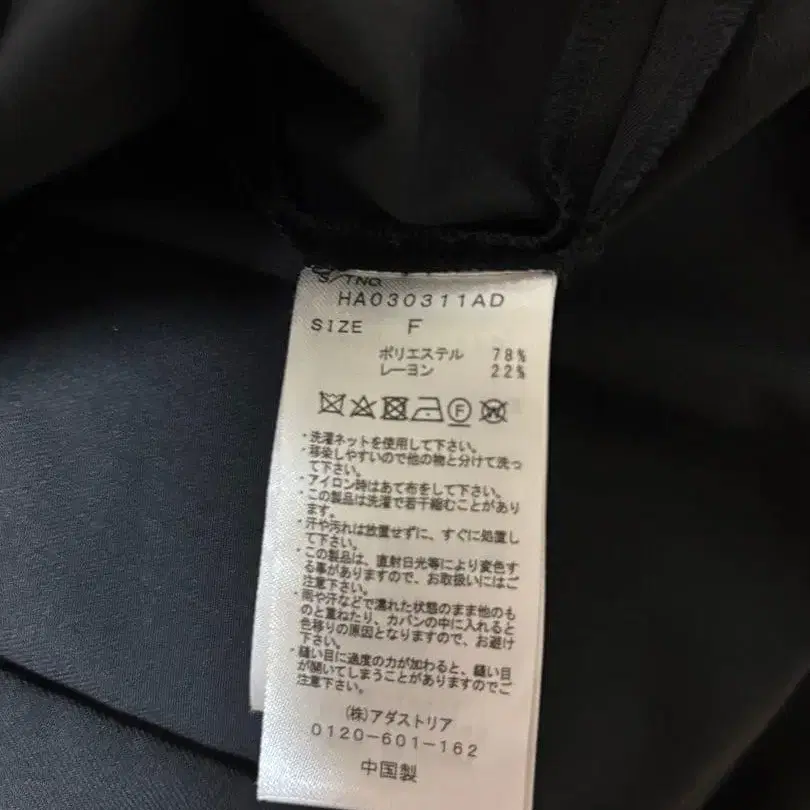 S/TNO.
HA030311AD
SIZE F
ポリエステル 78%
レーヨン 22%
F W
・洗濯ネットを使用して下さい。
・移染しやすいので他の物と分けて洗っ
て下さい。
・アイロン時はあて布をして下さい。
・この製品は洗濯で若干縮むことがあり
ます。
・汗や汚れは放置せずに、すぐに処置し
て下さい。
・この製品は、直射日光等により変色す
る事がありますので、お取扱いにはご
注意下さい。
・雨や汗などで濡れた状態のまま他のも
のと重ねたり、カバンの中に入れると
色移りの原因となりますので、お避け
下さい。
・縫い目に過度の力が加わると、縫い目
が開いてしまうことがありますのでご
注意下さい。
(株)アダストリア
0120-601-162
中国製